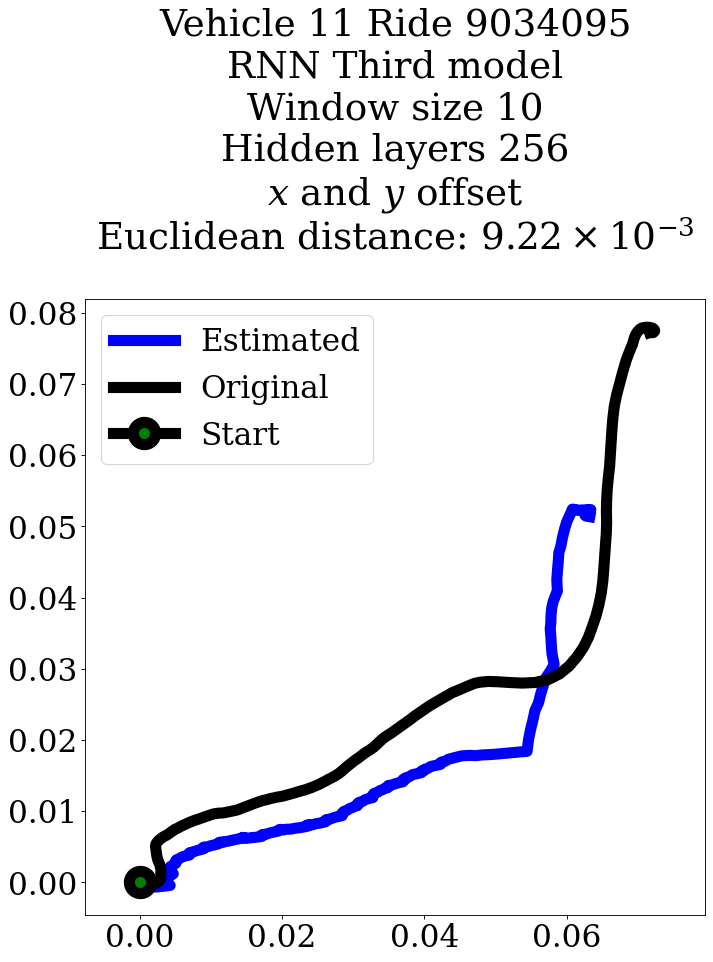 Vehicle 11 Ride 9034095
RNN Third model
Window size 10
Hidden layers 256
x and y offset
Euclidean distance: 9.22 × 10⁻³
0.08
0.07
0.06
0.05
0.04
0.03
0.02
0.01
0.00
Estimated
Original
Start
0.00 0.02 0.04 0.06